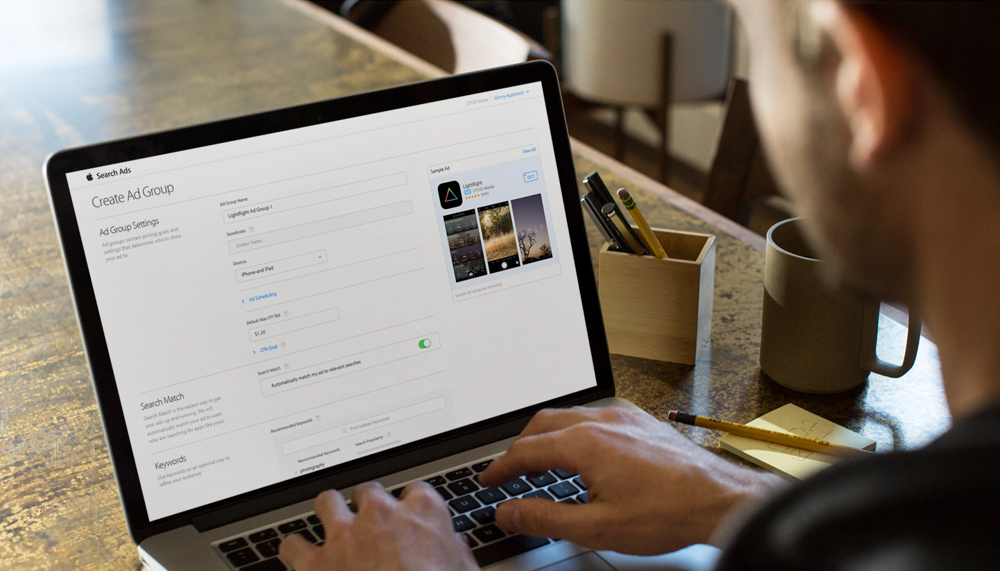 OTOD Media
Johnny Appleseed
Search Ads
Create Ad Group
Ad Group Settings
Ad groups contain pricing goals and
settings that determine who to show
your ad to.
Ad Group Name
LightRight Ad Group 1
Storefronts ?
United States
Devices
iPhone and iPad
Ad Scheduling
Default Max CPT Bid ?
$1.20
CPA Goal ?
Search Match
Search Match is the easiest way to get
your ads up and running. We will
automatically match your ad to users
who are searching for apps like yours.
Search Match ?
Automatically match my ad to relevant searches
Keywords
Use keywords as an optional way to
refine your audience.
Recommended Keywords ?
Find related keywords
Recommended Keywords
Search Popularity ?
photography
Sample Ad
View All
LightRight
Ad OTOD Media
GET
Sample ad ratings are not actual
U
I
O
P
H
J
N